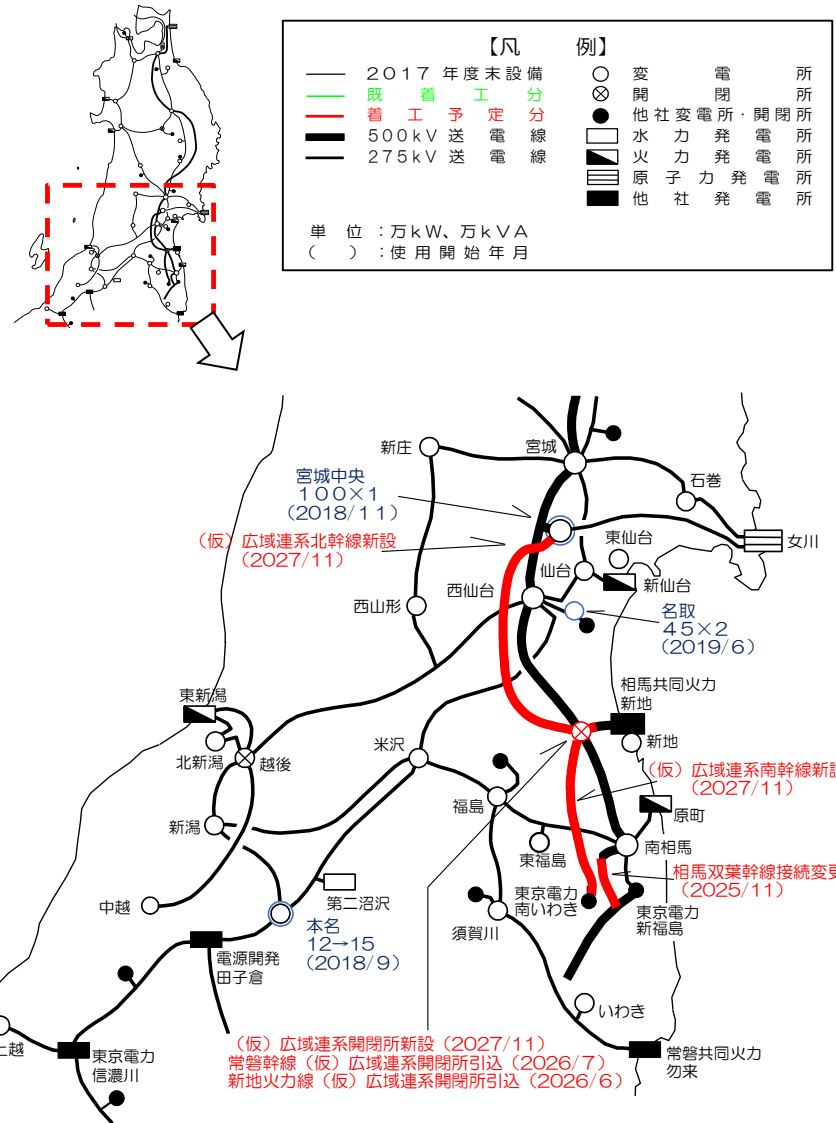 【凡 例】
2017 年度末設備
既着工分
着工予定分
500kV 送電線
275kV 送電線
変電所
開閉所
他社変電所・開閉所
水力発電所
火力発電所
原子力発電所
他社発電所
単位：万kW、万kVA
（ ）：使用開始年月
宮城
新庄
石巻
宮城中央
100×1
(2018/11)
（仮）広域連系北幹線新設
(2027/11)
東仙台
女川
仙台
新仙台
西仙台
西山形
名取
45×2
(2019/6)
相馬共同火力
新地
東新潟
新地
北新潟
越後
米沢
（仮）広域連系南幹線新設
(2027/11)
福島
原町
新潟
東福島
南相馬
相馬双葉幹線接続変更
(2025/11)
第二沼沢
東京電力
南いわき
中越
本名
12→15
(2018/9)
須賀川
東京電力
新福島
電源開発
田子倉
いわき
上越
東京電力
信濃川
（仮）広域連系開閉所新設（2027/11）
常磐幹線（仮）広域連系開閉所引込（2026/7）
新地火力線（仮）広域連系開閉所引込（2026/6）
常磐共同火力
勿来